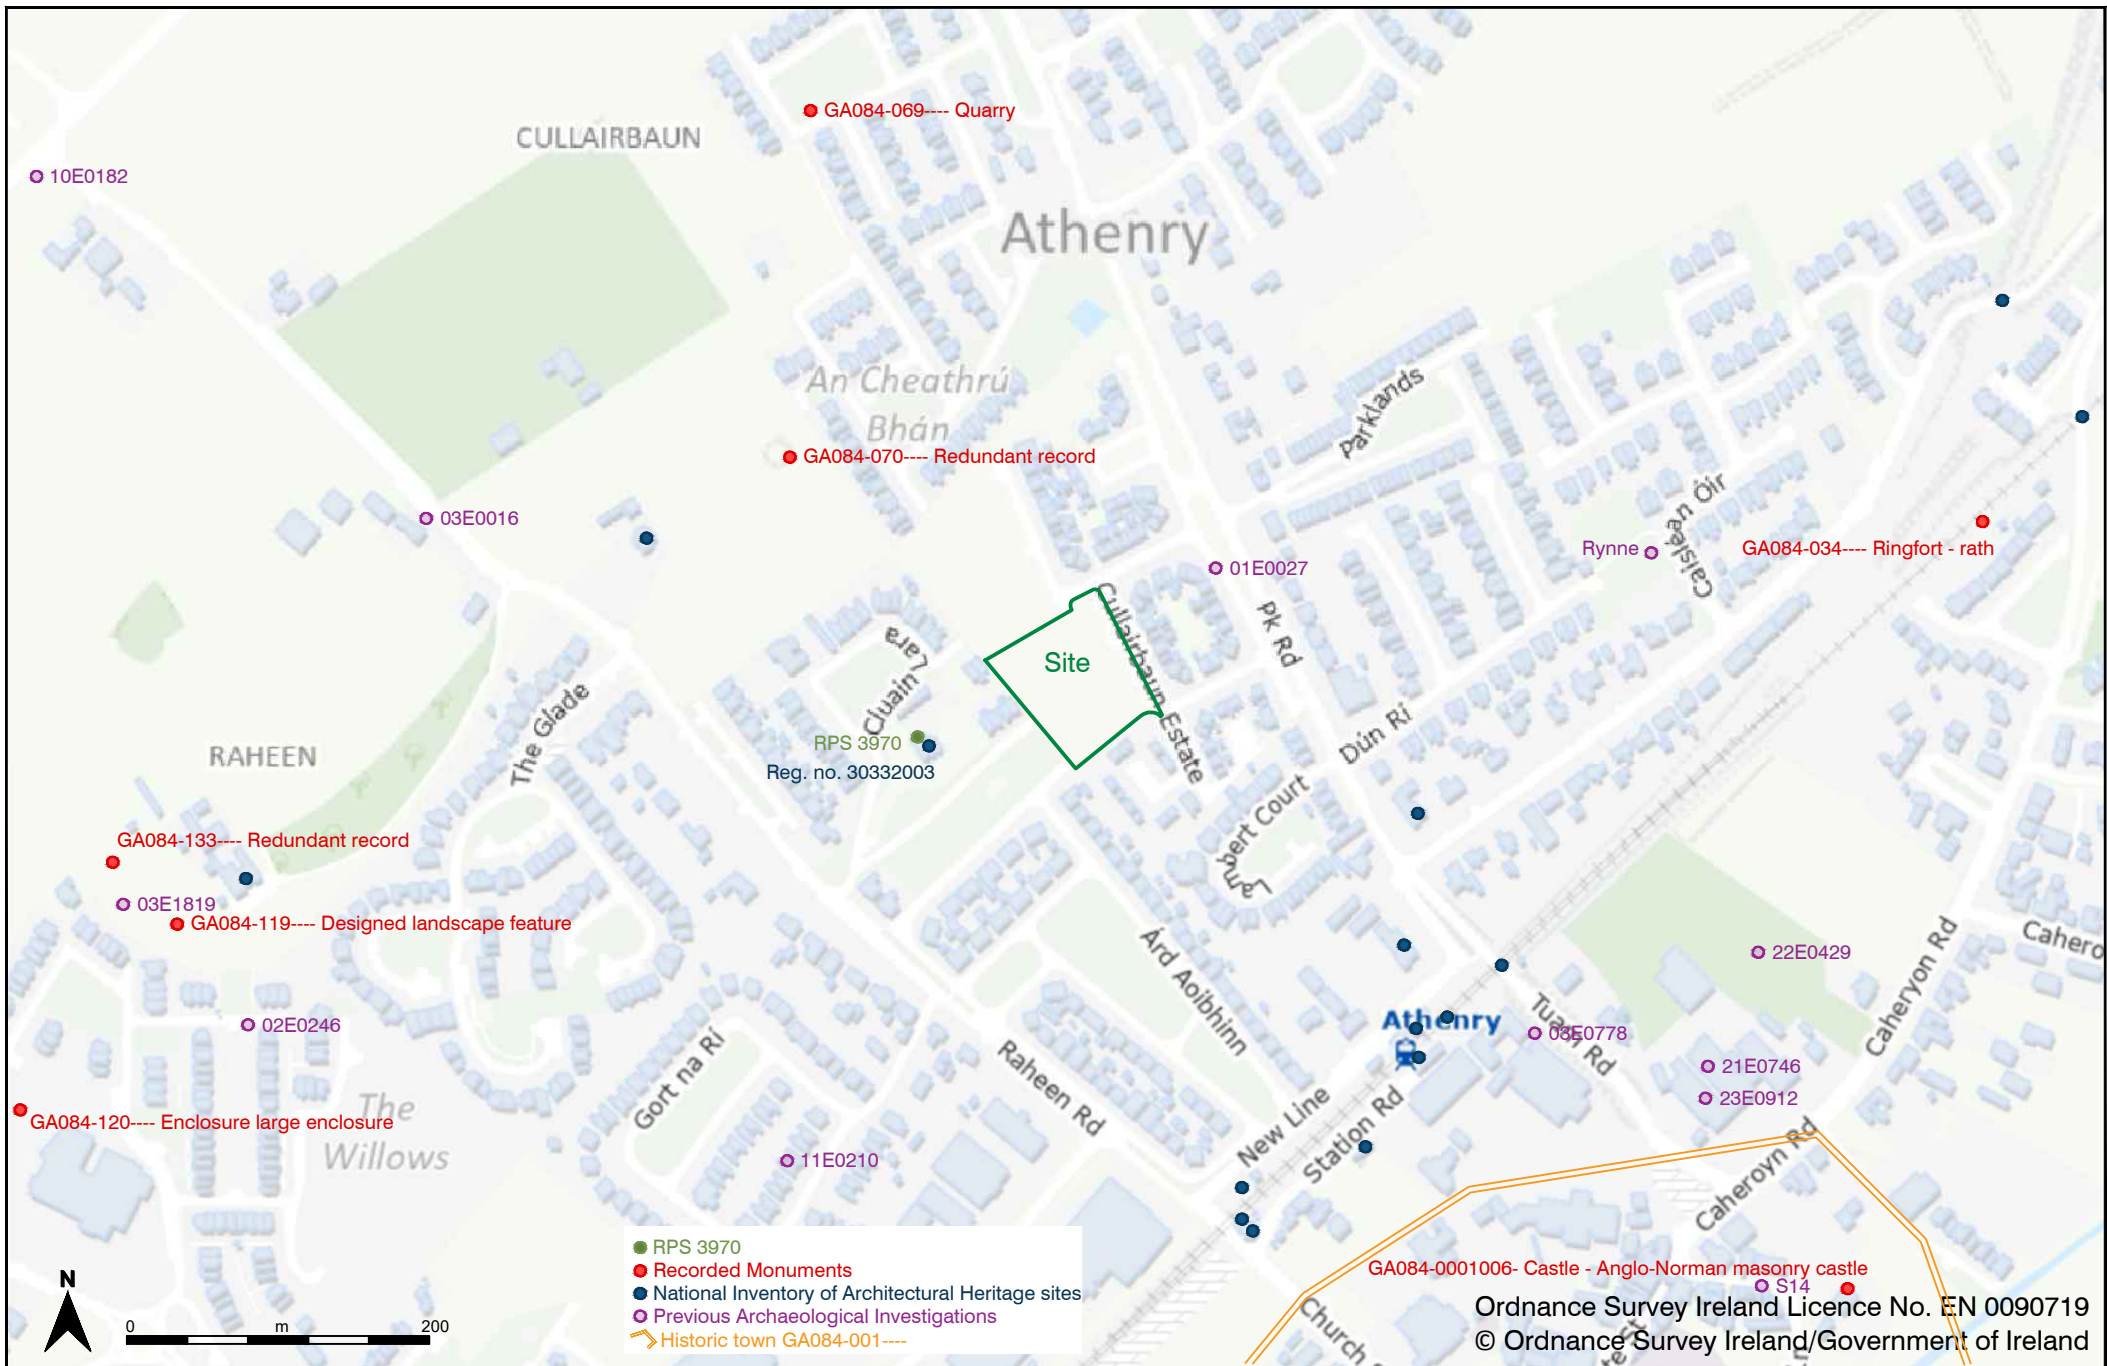 GA084-069---- Quarry
CULLAIRBAUN
10E0182
Athenry
An Cheathrú
Bhán
Parklands
GA084-070---- Redundant record
Caisleán Óir
03E0016
Rynne
GA084-034---- Ringfort - rath
01E0027
Cullairbaun Estate
Pk Rd
Cluain Cara
Site
The Glade
RPS 3970
Reg. no. 30332003
RAHEEN
Dún Rí
Lambert Court
GA084-133---- Redundant record
03E1819
GA084-119---- Designed landscape feature
Árd Aoibhinn
22E0429
Caheryon Rd
Cahero
02E0246
Athenry
Tuam Rd
03E0778
Gort na Rí
Raheen Rd
21E0746
23E0912
GA084-120---- Enclosure large enclosure
The
Willows
New Line
Station Rd
Caheroyn Rd
11E0210
RPS 3970
Recorded Monuments
National Inventory of Architectural Heritage sites
Previous Archaeological Investigations
Historic town GA084-001----
GA084-0001006- Castle - Anglo-Norman masonry castle
S14
Church
N
0 m 200
Ordnance Survey Ireland Licence No. EN 0090719
© Ordnance Survey Ireland/Government of Ireland